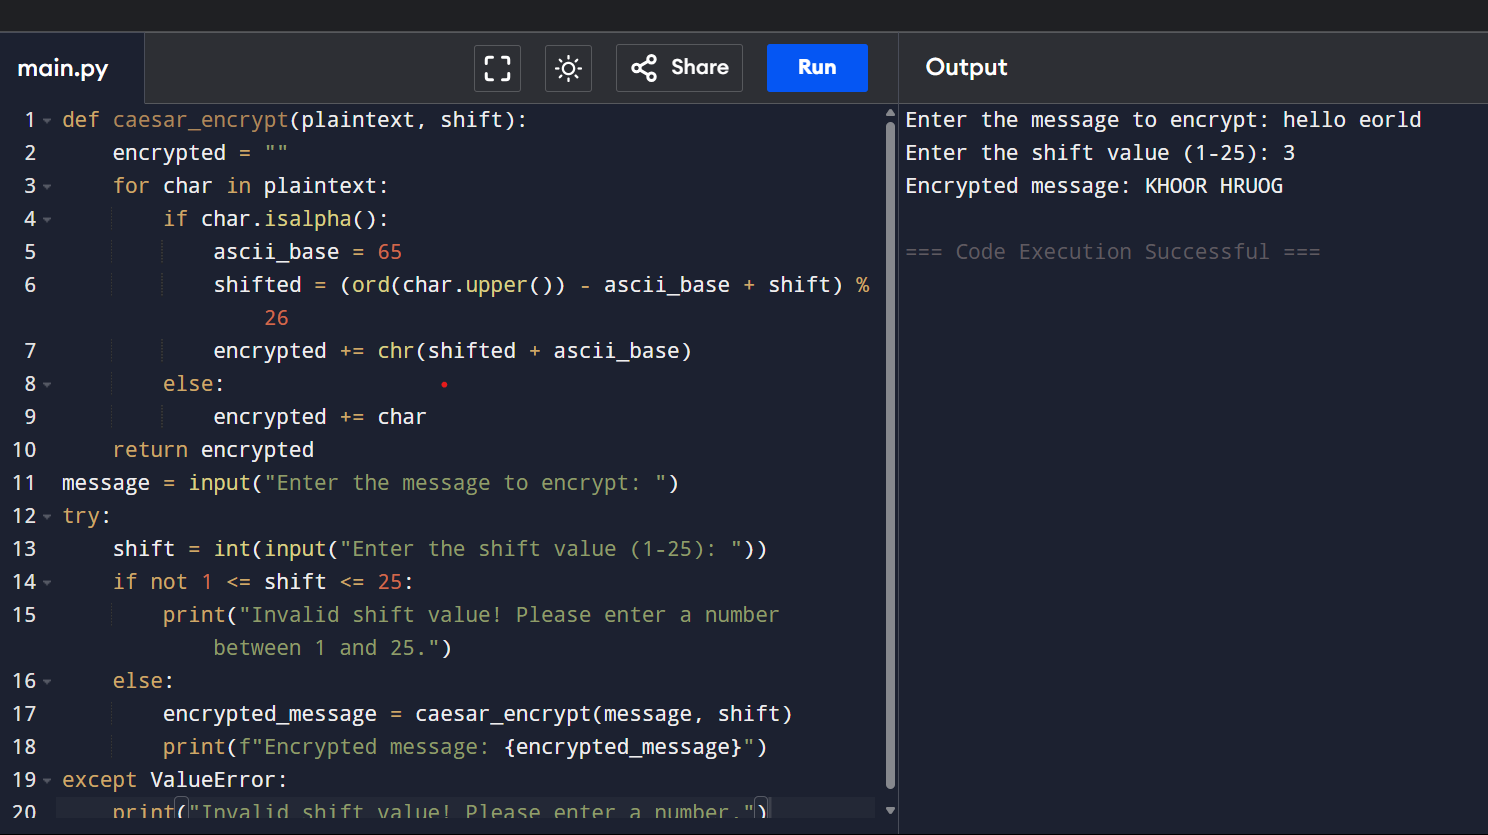 main.py
Share
Run
Output
1 def caesar_encrypt(plaintext, shift):
2     encrypted = ""
3     for char in plaintext:
4         if char.isalpha():
5             ascii_base = 65
6             shifted = (ord(char.upper()) - ascii_base + shift) %
                26
7             encrypted += chr(shifted + ascii_base)
8         else:
9             encrypted += char
10     return encrypted
11 message = input("Enter the message to encrypt: ")
12 try:
13     shift = int(input("Enter the shift value (1-25): "))
14     if not 1 <= shift <= 25:
15         print("Invalid shift value! Please enter a number
            between 1 and 25.")
16     else:
17         encrypted_message = caesar_encrypt(message, shift)
18         print(f"Encrypted message: {encrypted_message}")
19 except ValueError:
20     print("Invalid shift value! Please enter a number.")
Enter the message to encrypt: hello eorld
Enter the shift value (1-25): 3
Encrypted message: KHOOR HRUOG
=== Code Execution Successful ===